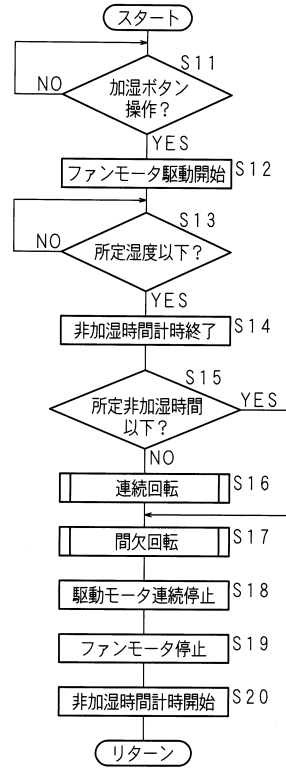 スタート
S11
加湿ボタン
操作？
NO
YES
ファンモータ駆動開始
S12
S13
所定湿度以下？
NO
YES
非加湿時間計時終了
S14
S15
所定非加湿時間
以下？
YES
NO
連続回転
S16
間欠回転
S17
駆動モータ連続停止
S18
ファンモータ停止
S19
非加湿時間計時開始
S20
リターン